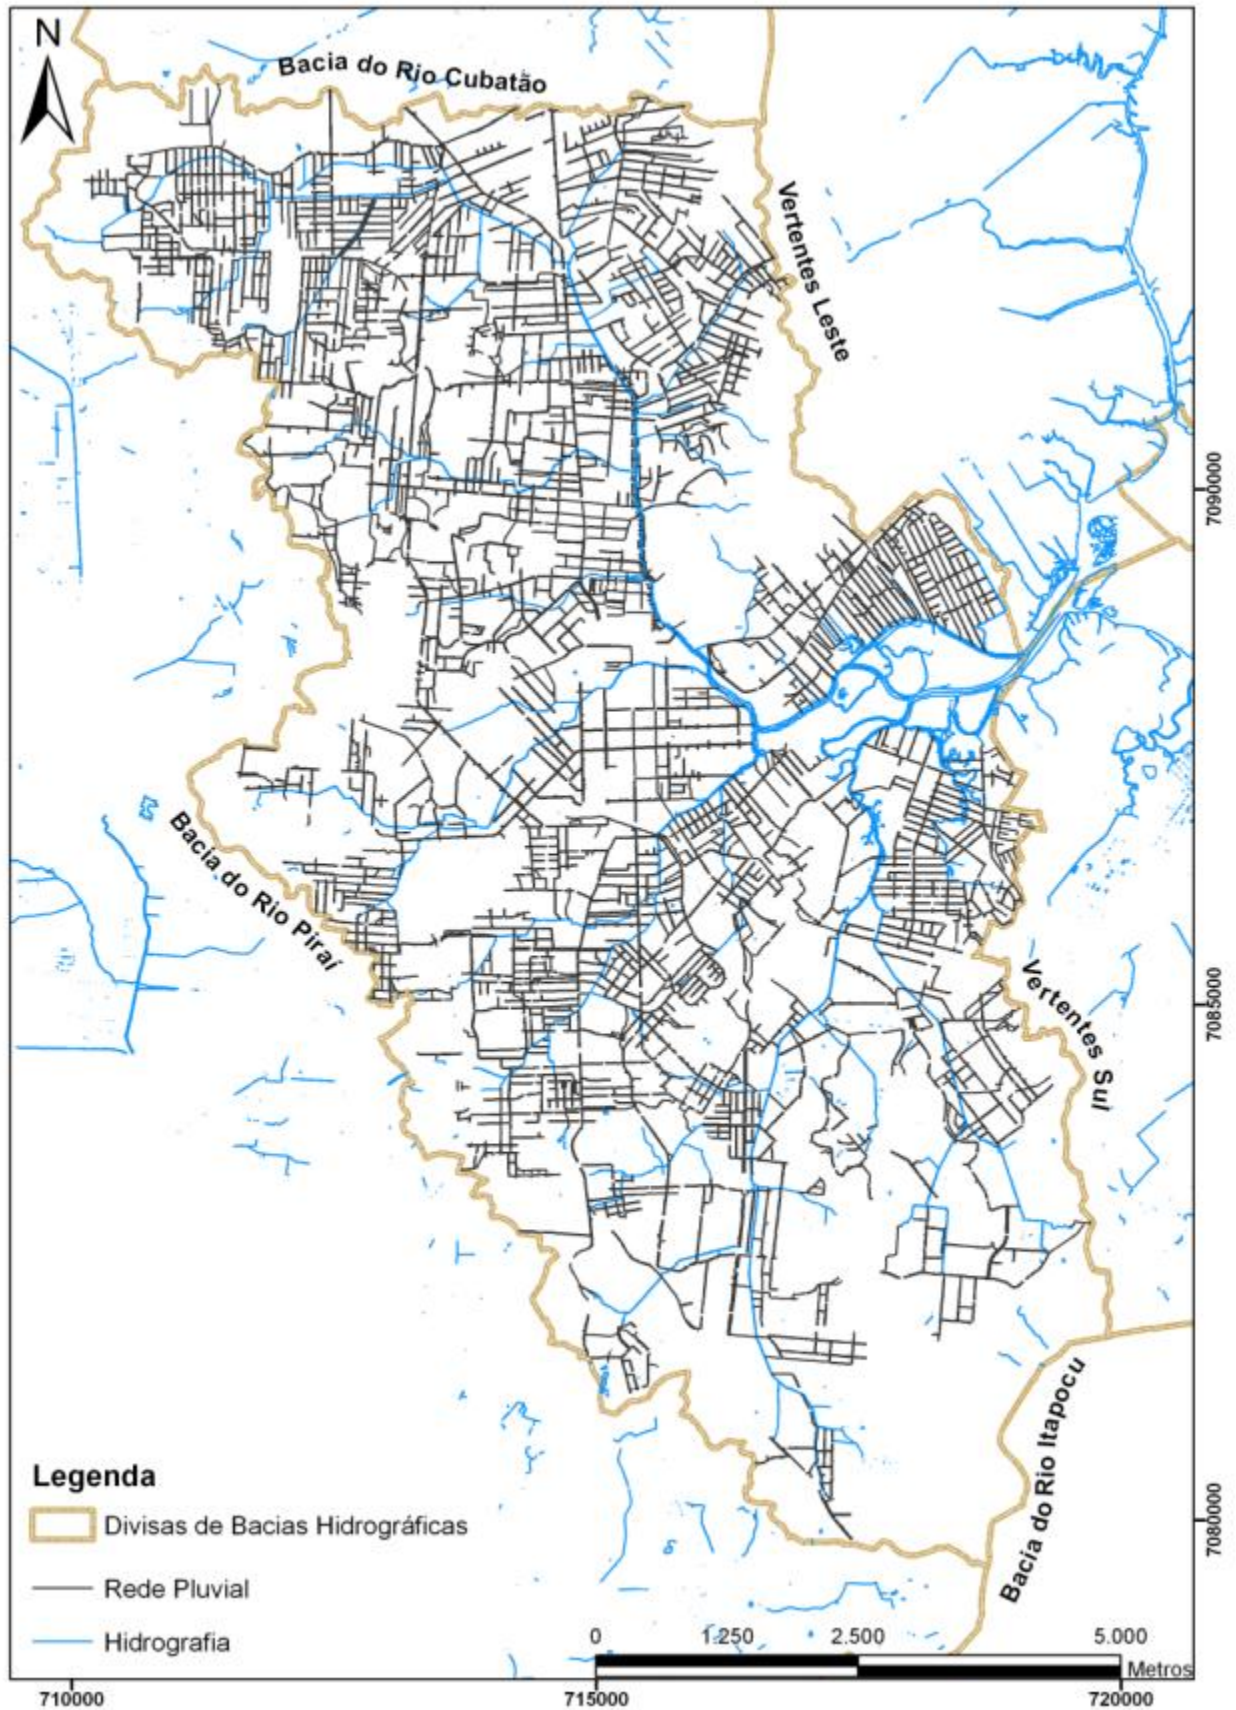 N
Bacia do Rio Cubatão
Vertentes Leste
7090000
Bacia do Rio Piraí
7085000
Vertentes Sul
Bacia do Rio Itapocu
Legenda
Divisas de Bacias Hidrográficas
Rede Pluvial
Hidrografia
7080000
0 1.250 2.500 5.000
Metros
710000 715000 720000